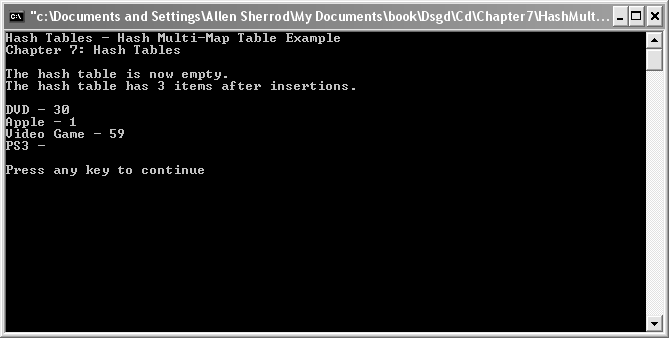 "c:\Documents and Settings\Allen Sherrod\My Documents\book\Dsgd\Cd\Chapter7\HashMult...
Hash Tables - Hash Multi-Map Table Example
Chapter 7: Hash Tables
The hash table is now empty.
The hash table has 3 items after insertions.
DVD - 30
Apple - 1
Video Game - 59
PS3 -
Press any key to continue